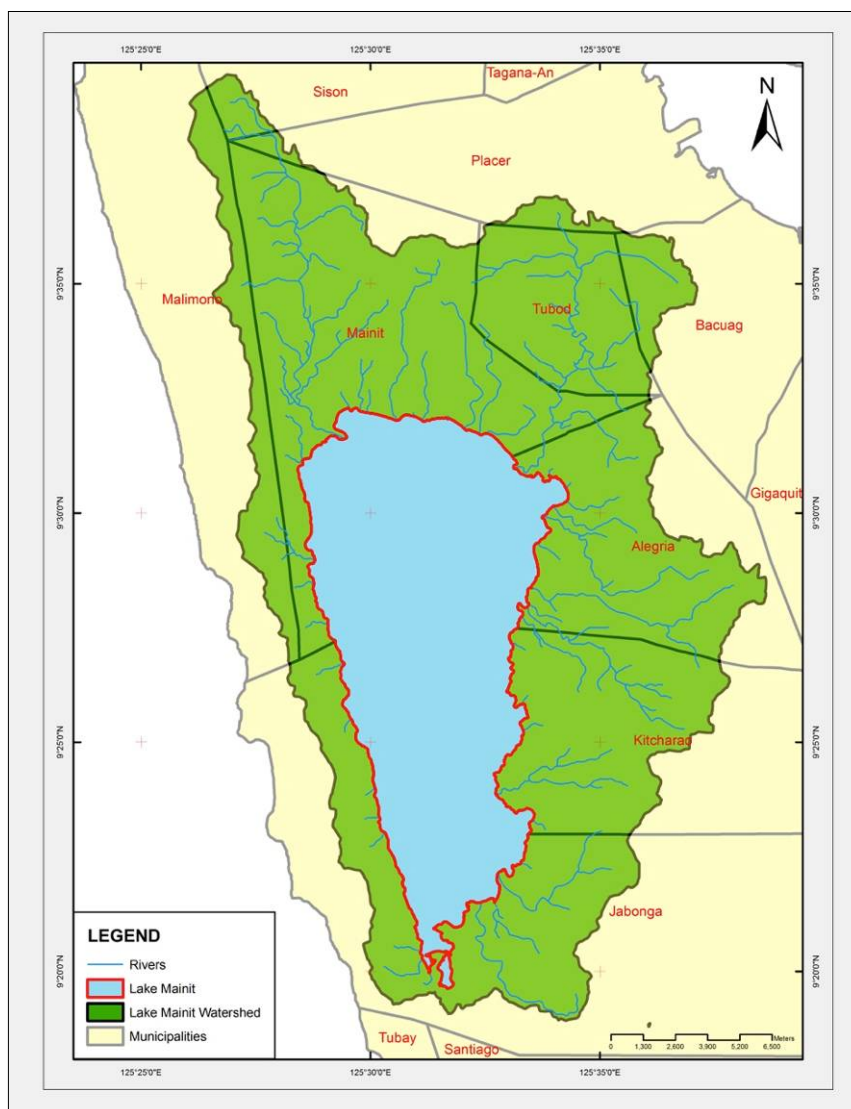 125°25'0"E 125°30'0"E 125°35'0"E
Tagana-An
Sison
N
Placer
9°35'0"N 9°35'0"N
Malimono
Tubod
Bacuag
Mainit
Gigaquit
9°30'0"N 9°30'0"N
Alegria
9°25'0"N Kitcharao 9°25'0"N
Jabonga
LEGEND
Rivers
Lake Mainit
Lake Mainit Watershed
Municipalities
9°20'0"N 9°20'0"N
Tubay
Santiago
Meters
0 1,300 2,600 3,900 5,200 6,500
125°25'0"E 125°30'0"E 125°35'0"E